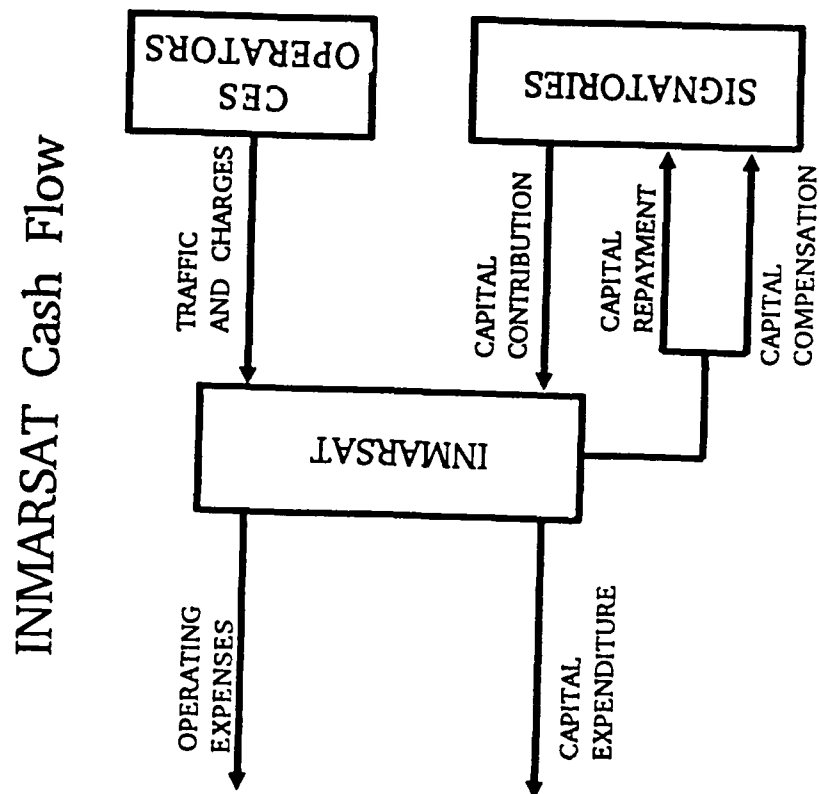 INMARSAT Cash Flow
CES
OPERATORS
SIGNATORIES
TRAFFIC
AND CHARGES
CAPITAL
CONTRIBUTION
CAPITAL
REPAYMENT
CAPITAL
COMPENSATION
INMARSAT
OPERATING
EXPENSES
CAPITAL
EXPENDITURE